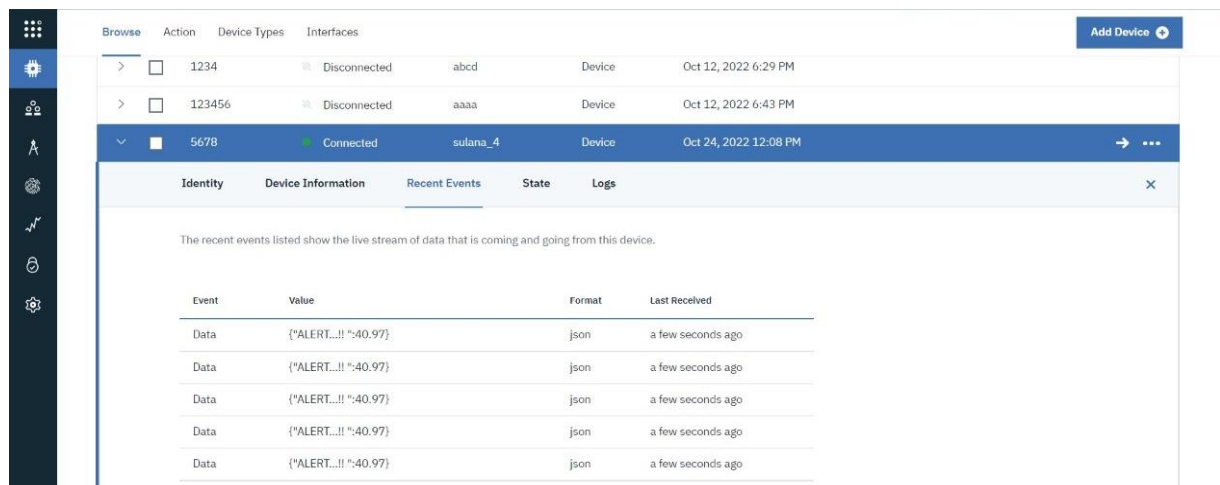 Browse Action Device Types Interfaces Add Device
1234 Disconnected abcd Device Oct 12, 2022 6:29 PM
123456 Disconnected aaaa Device Oct 12, 2022 6:43 PM
5678 Connected sulana_4 Device Oct 24, 2022 12:08 PM
Identity Device Information Recent Events State Logs
The recent events listed show the live stream of data that is coming and going from this device.
Event Value Format Last Received
Data {"ALERT...!! ":40.97} json a few seconds ago
Data {"ALERT...!! ":40.97} json a few seconds ago
Data {"ALERT...!! ":40.97} json a few seconds ago
Data {"ALERT...!! ":40.97} json a few seconds ago
Data {"ALERT...!! ":40.97} json a few seconds ago